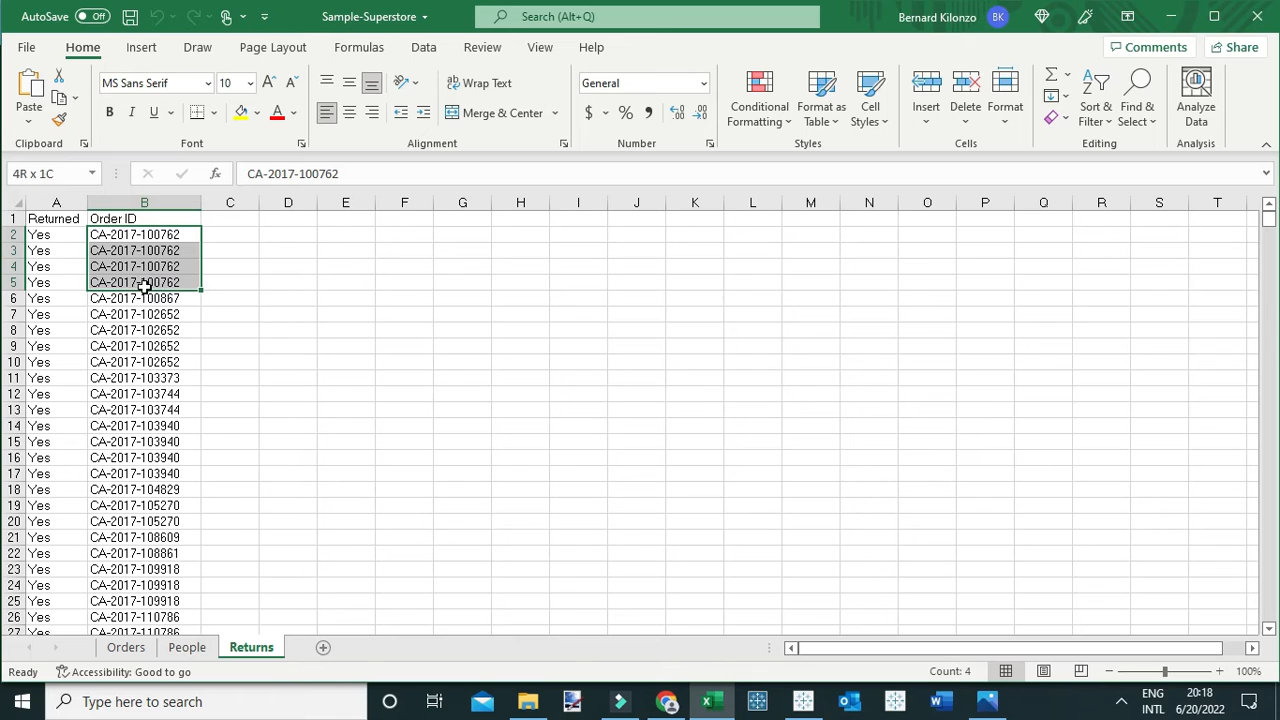 AutoSave Off Sample-Superstore Search (Alt+Q) Bernard Kilonzo BK
File Home Insert Draw Page Layout Formulas Data Review View Help Comments Share
Paste MS Sans Serif 10 A A Wrap Text General Conditional Formatting Format as Table Cell Styles Insert Delete Format Sort & Filter Find & Select Analyze Data
B I U A Merge & Center $ % ,
Clipboard Font Alignment Number Styles Cells Editing Analysis
4R x 1C fx CA-2017-100762
A B C D E F G H I J K L M N O P Q R S T
1 Returned Order ID
2 Yes CA-2017-100762
3 Yes CA-2017-100762
4 Yes CA-2017-100762
5 Yes CA-2017-100762
6 Yes CA-2017-100867
7 Yes CA-2017-102652
8 Yes CA-2017-102652
9 Yes CA-2017-102652
10 Yes CA-2017-102652
11 Yes CA-2017-103373
12 Yes CA-2017-103744
13 Yes CA-2017-103744
14 Yes CA-2017-103940
15 Yes CA-2017-103940
16 Yes CA-2017-103940
17 Yes CA-2017-103940
18 Yes CA-2017-104829
19 Yes CA-2017-105270
20 Yes CA-2017-105270
21 Yes CA-2017-108609
22 Yes CA-2017-108861
23 Yes CA-2017-109918
24 Yes CA-2017-109918
25 Yes CA-2017-109918
26 Yes CA-2017-110786
27 Yes CA-2017-110786
Orders People Returns
Ready Accessibility: Good to go Count: 4 100%
Type here to search ENG 20:18
INTL 6/20/2022